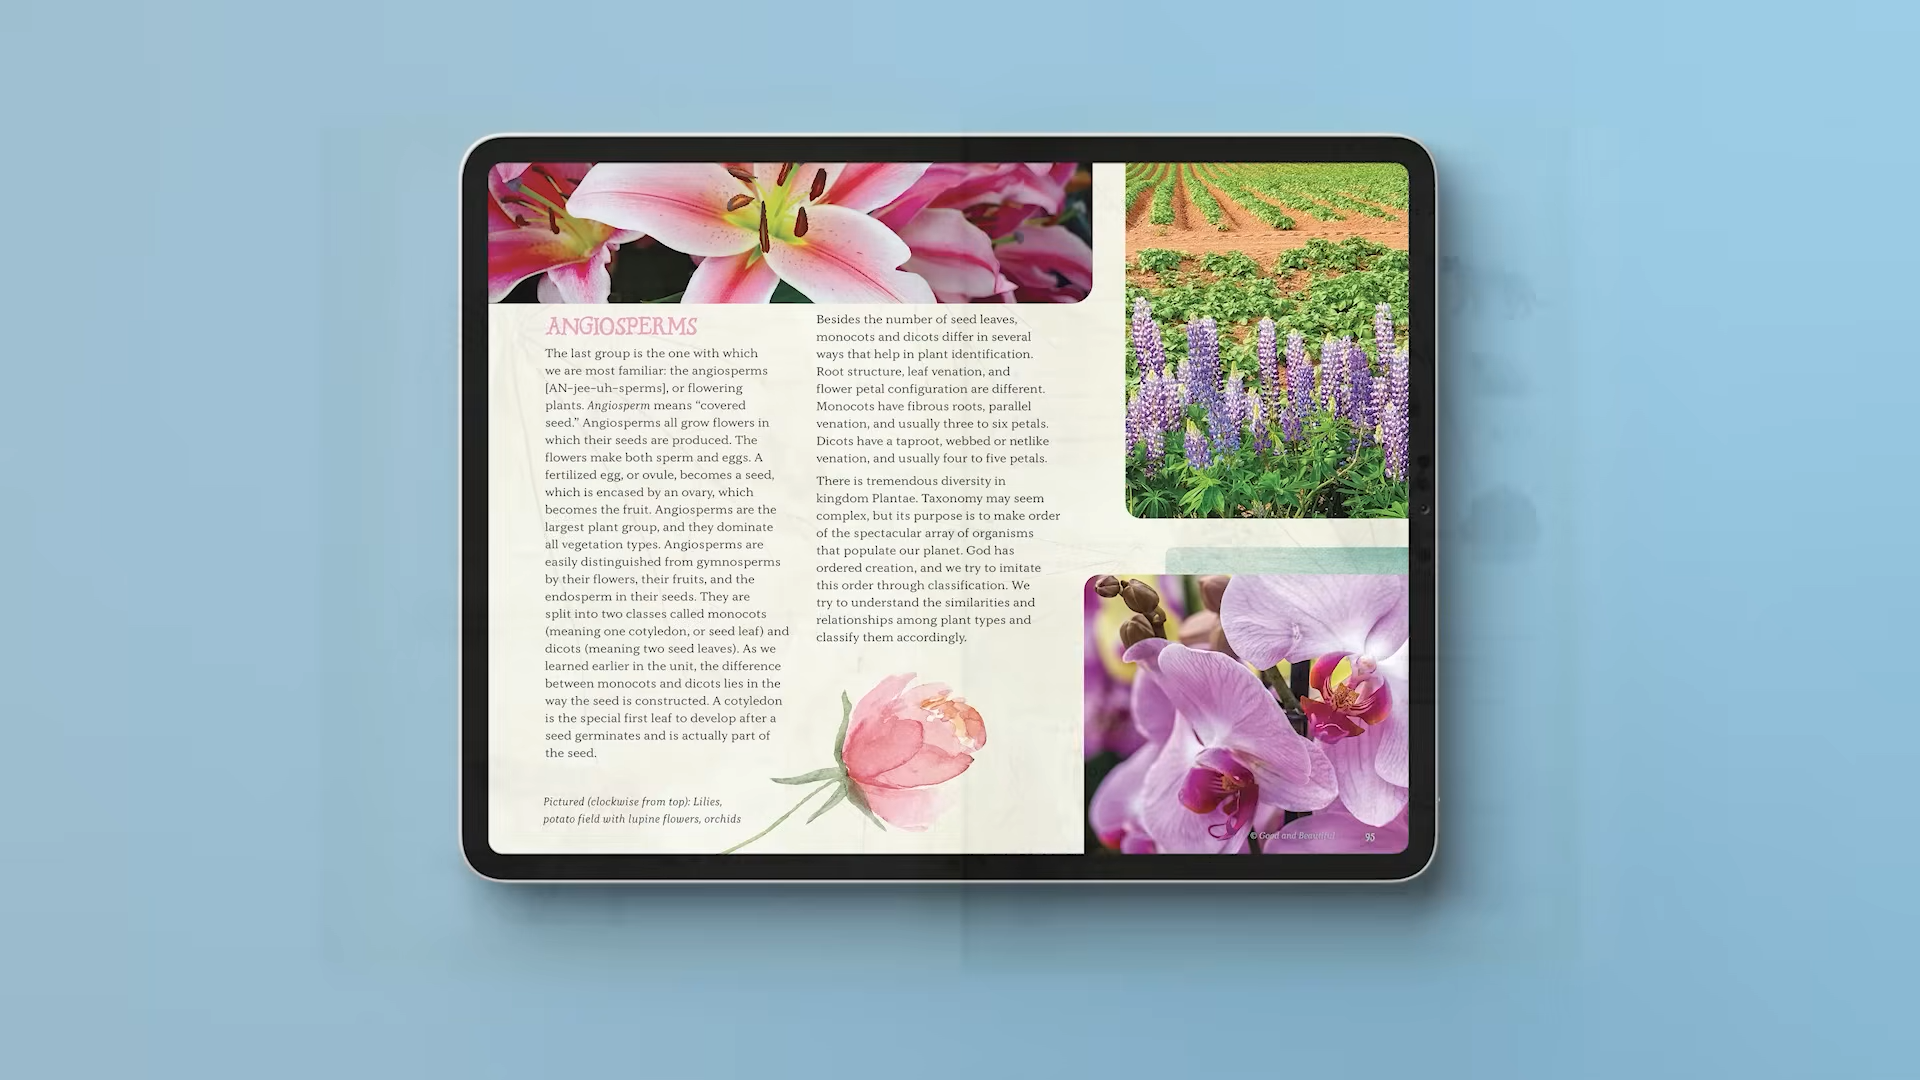 ANGIOSPERMS
The last group is the one with which
we are most familiar: the angiosperms
[AN-jee-uh-sperms], or flowering
plants. Angiosperm means “covered
seed.” Angiosperms all grow flowers in
which their seeds are produced. The
flowers make both sperm and eggs. A
fertilized egg, or ovule, becomes a seed,
which is encased by an ovary, which
becomes the fruit. Angiosperms are the
largest plant group, and they dominate
all vegetation types. Angiosperms are
easily distinguished from gymnosperms
by their flowers, their fruits, and the
endosperm in their seeds. They are
split into two classes called monocots
(meaning one cotyledon, or seed leaf) and
dicots (meaning two seed leaves). As we
learned earlier in the unit, the difference
between monocots and dicots lies in the
way the seed is constructed. A cotyledon
is the special first leaf to develop after a
seed germinates and is actually part of
the seed.
Pictured (clockwise from top): Lilies,
potato field with lupine flowers, orchids
Besides the number of seed leaves,
monocots and dicots differ in several
ways that help in plant identification.
Root structure, leaf venation, and
flower petal configuration are different.
Monocots have fibrous roots, parallel
venation, and usually three to six petals.
Dicots have a taproot, webbed or netlike
venation, and usually four to five petals.
There is tremendous diversity in
kingdom Plantae. Taxonomy may seem
complex, but its purpose is to make order
of the spectacular array of organisms
that populate our planet. God has
ordered creation, and we try to imitate
this order through classification. We
try to understand the similarities and
relationships among plant types and
classify them accordingly.
© Good and Beautiful
95